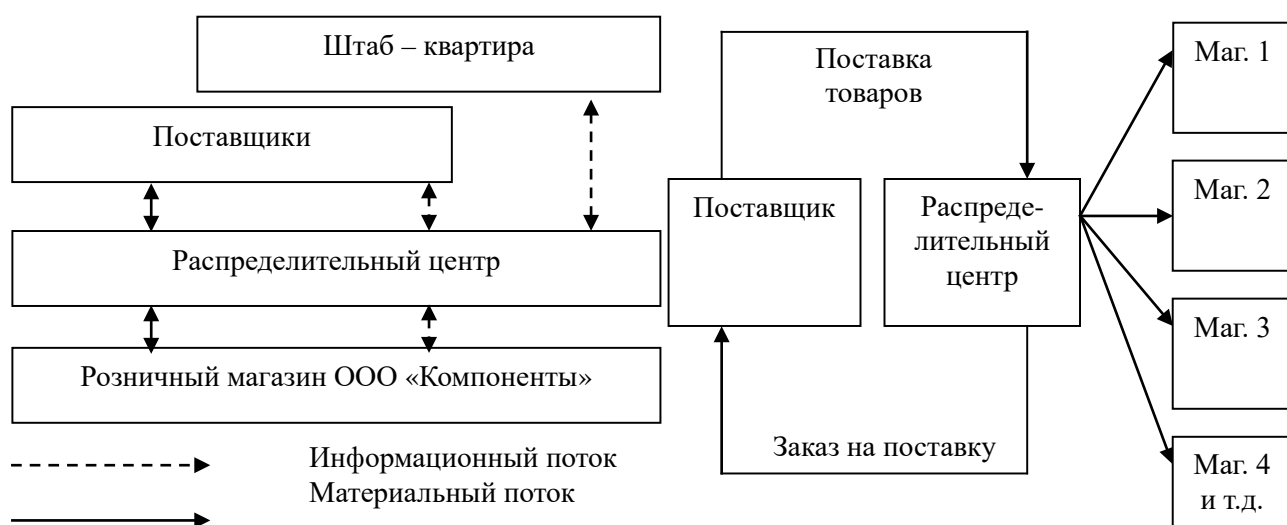 Штаб – квартира
Поставщики
Распределительный центр
Розничный магазин ООО «Компоненты»
Информационный поток
Материальный поток
Поставка
товаров
Поставщик
Распреде-
лительный
центр
Заказ на поставку
Маг. 1
Маг. 2
Маг. 3
Маг. 4
и т.д.